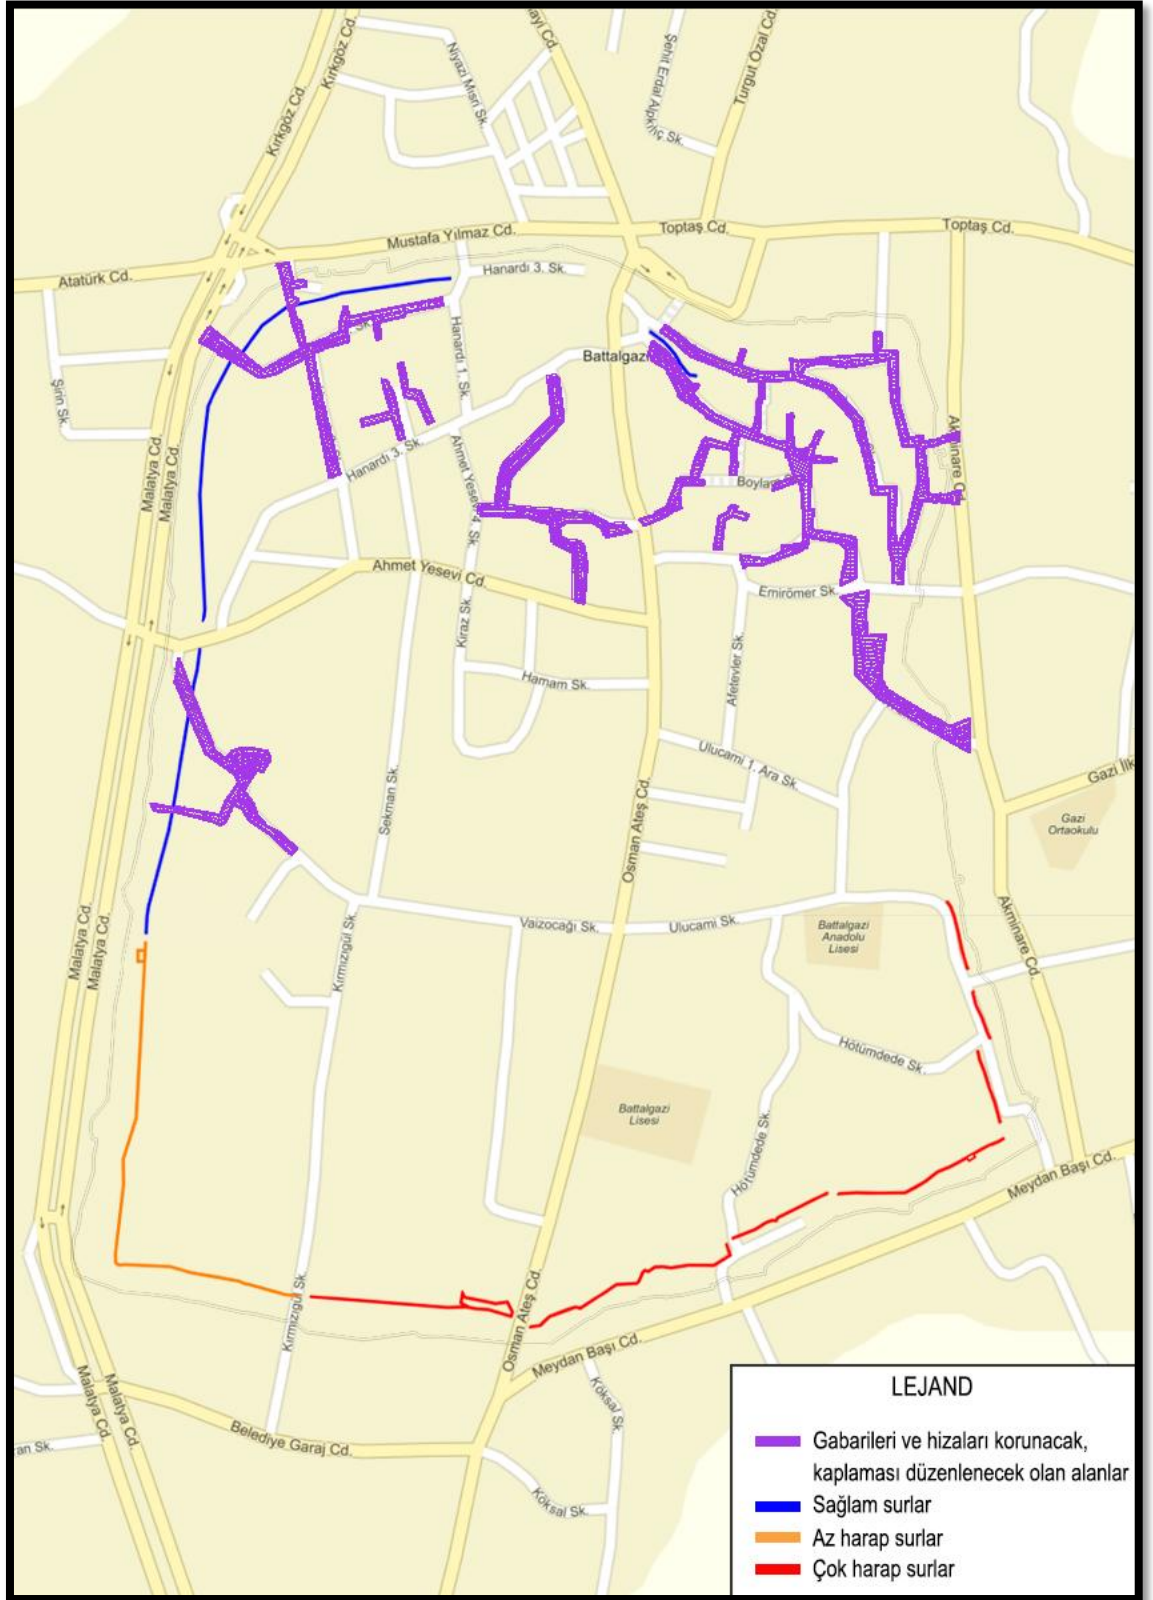 Kırkgöz Cd.
Kırkgöz Cd.
Niyazi Mısri Sk.
ayi Cd.
Şehit Erdal Alpkılıç Sk.
Turgut Özal Cd.
Mustafa Yılmaz Cd.
Toptaş Cd.
Toptaş Cd.
Atatürk Cd.
Hanardı 3. Sk.
Hanardı 1. Sk.
Battalgazi
Şirin Sk.
Malatya Cd.
Malatya Cd.
Hanardı 3. Sk.
Akminare Cd.
Ahmet Yesevi Cd.
Emirömer Sk.
Kiraz Sk.
Hamam Sk.
Afetevler Sk.
Ulucami 1. Ara Sk.
Gazi İlk
Gazi
Ortaokulu
Sekman Sk.
Osman Ateş Cd.
Malatya Cd.
Malatya Cd.
Vaizocağı Sk.
Ulucami Sk.
Battalgazi
Anadolu
Lisesi
Akminare Cd.
Kırmızıgül Sk.
Hötümdede Sk.
Battalgazi
Lisesi
Hötümdede Sk.
Meydan Başı Cd.
Kırmızıgül Sk.
Osman Ateş Cd.
Meydan Başı Cd.
Malatya Cd.
Malatya Cd.
Köksal Sk.
an Sk.
Belediye Garaj Cd.
Köksal Sk.
LEJAND
Gabarileri ve hizaları korunacak,
kaplaması düzenlenecek olan alanlar
Sağlam surlar
Az harap surlar
Çok harap surlar